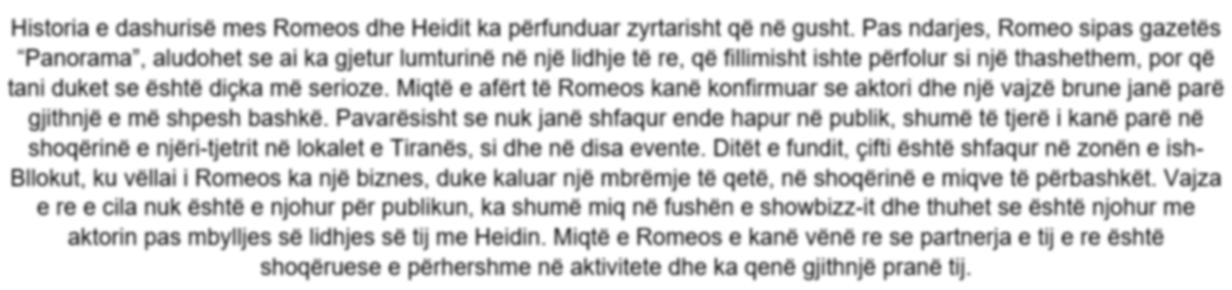 Historia e dashurisë mes Romeos dhe Heidit ka përfunduar zyrtarisht që në gusht. Pas ndarjes, Romeo sipas gazetës
“Panorama”, aludohet se ai ka gjetur lumturinë në një lidhje të re, që fillimisht ishte përfolur si një thashethem, por që
tani duket se është diçka më serioze. Miqtë e afërt të Romeos kanë konfirmuar se aktori dhe një vajzë brune janë parë
gjithnjë e më shpesh bashkë. Pavarësisht se nuk janë shfaqur ende hapur në publik, shumë të tjerë i kanë parë në
shoqërinë e njëri-tjetrit në lokalet e Tiranës, si dhe në disa evente. Ditët e fundit, çifti është shfaqur në zonën e ish-
Bllokut, ku vëllai i Romeos ka një biznes, duke kaluar një mbrëmje të qetë, në shoqërinë e miqve të përbashkët. Vajza
e re e cila nuk është e njohur për publikun, ka shumë miq në fushën e showbizz-it dhe thuhet se është njohur me
aktorin pas mbylljes së lidhjes së tij me Heidin. Miqtë e Romeos e kanë vënë re se partnerja e tij e re është
shoqëruese e përhershme në aktivitete dhe ka qenë gjithnjë pranë tij.